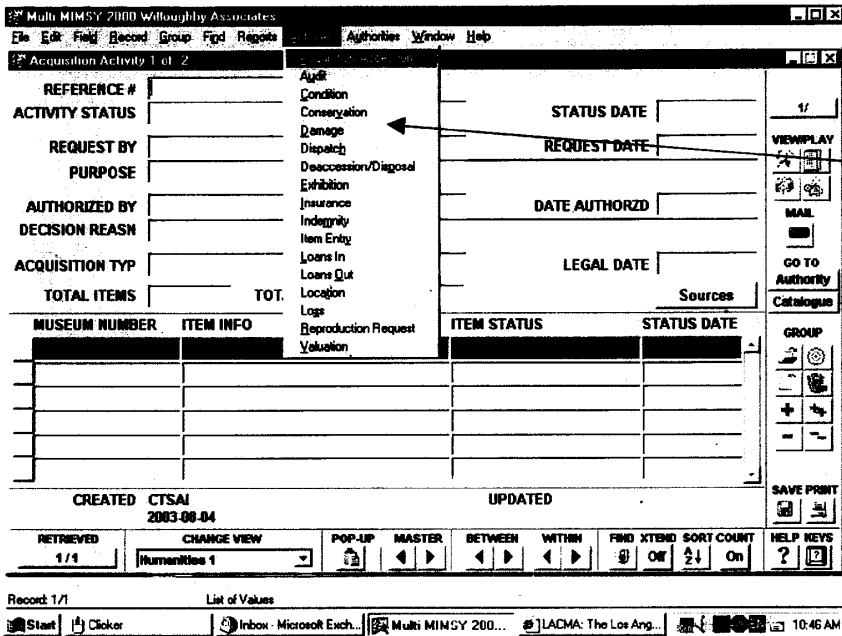 Multi MIMSY 2000 Willoughby Associates
File Edit Field Record Group Find Reports Authorities Window Help
Acquisition Activity 1 of 2
REFERENCE #
ACTIVITY STATUS
STATUS DATE
REQUEST BY
REQUEST DATE
PURPOSE
AUTHORIZED BY
DATE AUTHORZD
DECISION REASN
ACQUISITION TYP
LEGAL DATE
TOTAL ITEMS
TOT.
Sources
Audit
Condition
Conservation
Damage
Dispatch
Deaccession/Disposal
Exhibition
Insurance
Indemnity
Item Entry
Loans In
Loans Out
Location
Logs
Reproduction Request
Valuation
1/
VIEW/PLAY
MAIL
GO TO
Authority
Catalogue
GROUP
SAVE PRINT
MUSEUM NUMBER ITEM INFO ITEM STATUS STATUS DATE
CREATED CTSAI UPDATED
2003-08-04
RETRIEVED CHANGE VIEW POP-UP MASTER BETWEEN WITHIN FIND XTEND SORT COUNT HELP KEYS
1/1 Humanities 1 Off A Z On ? ?
Record: 1/1 List of Values
Start Clicker Inbox - Microsoft Exch... Multi MIMSY 200... LACMA: The Los Ang... 10:46 AM